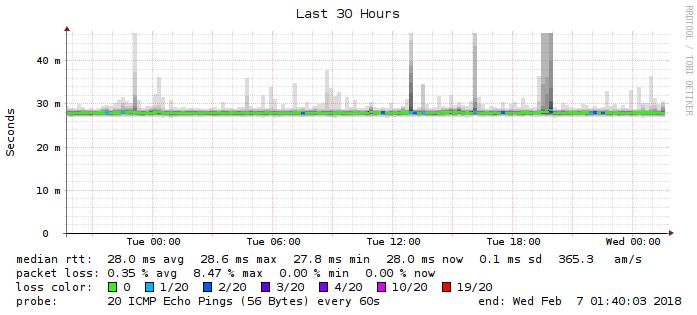 Last 30 Hours
RRDTOOL / TOBI OETIKER
Seconds
40 m
30 m
20 m
10 m
0
Tue 00:00 Tue 06:00 Tue 12:00 Tue 18:00 Wed 00:00
median rtt: 28.0 ms avg 28.6 ms max 27.8 ms min 28.0 ms now 0.1 ms sd 365.3 am/s
packet loss: 0.35 % avg 8.47 % max 0.00 % min 0.00 % now
loss color: 0 1/20 2/20 3/20 4/20 10/20 19/20
probe: 20 ICMP Echo Pings (56 Bytes) every 60s end: Wed Feb 7 01:40:03 2018